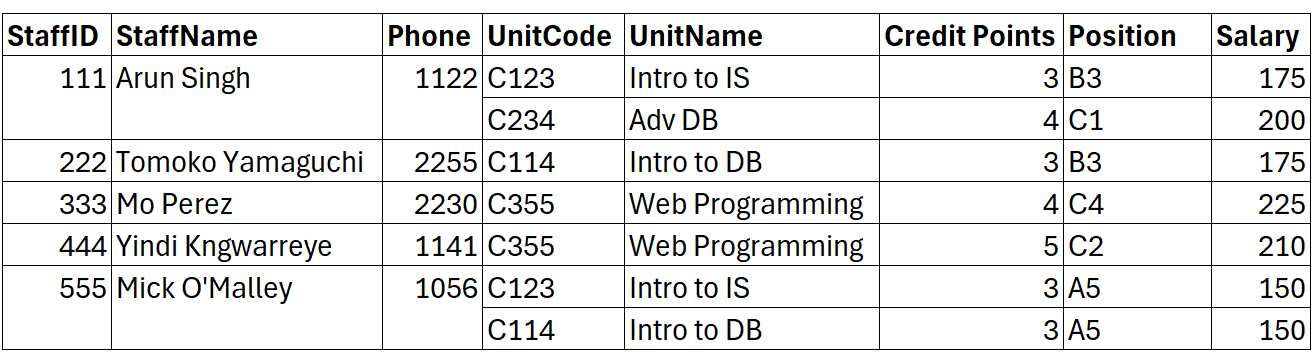 StaffID StaffName Phone UnitCode UnitName Credit Points Position Salary
111 Arun Singh 1122 C123 Intro to IS 3 B3 175
C234 Adv DB 4 C1 200
222 Tomoko Yamaguchi 2255 C114 Intro to DB 3 B3 175
333 Mo Perez 2230 C355 Web Programming 4 C4 225
444 Yindi Kngwarreye 1141 C355 Web Programming 5 C2 210
555 Mick O'Malley 1056 C123 Intro to IS 3 A5 150
C114 Intro to DB 3 A5 150